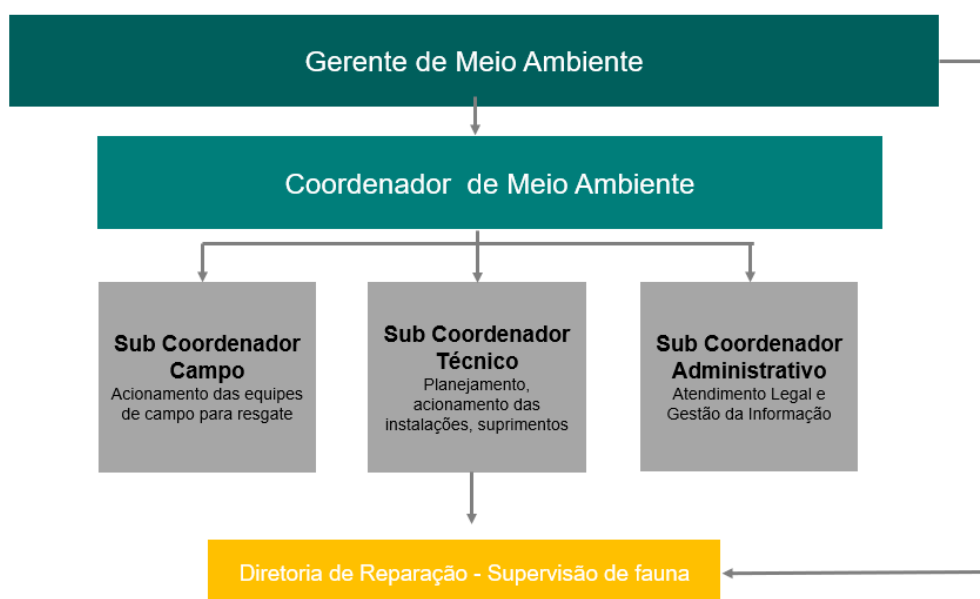 Gerente de Meio Ambiente
Coordenador de Meio Ambiente
Sub Coordenador
Campo
Acionamento das equipes
de campo para resgate
Sub Coordenador
Técnico
Planejamento,
acionamento das
instalações, suprimentos
Sub Coordenador
Administrativo
Atendimento Legal e
Gestão da Informação
Diretoria de Reparação - Supervisão de fauna